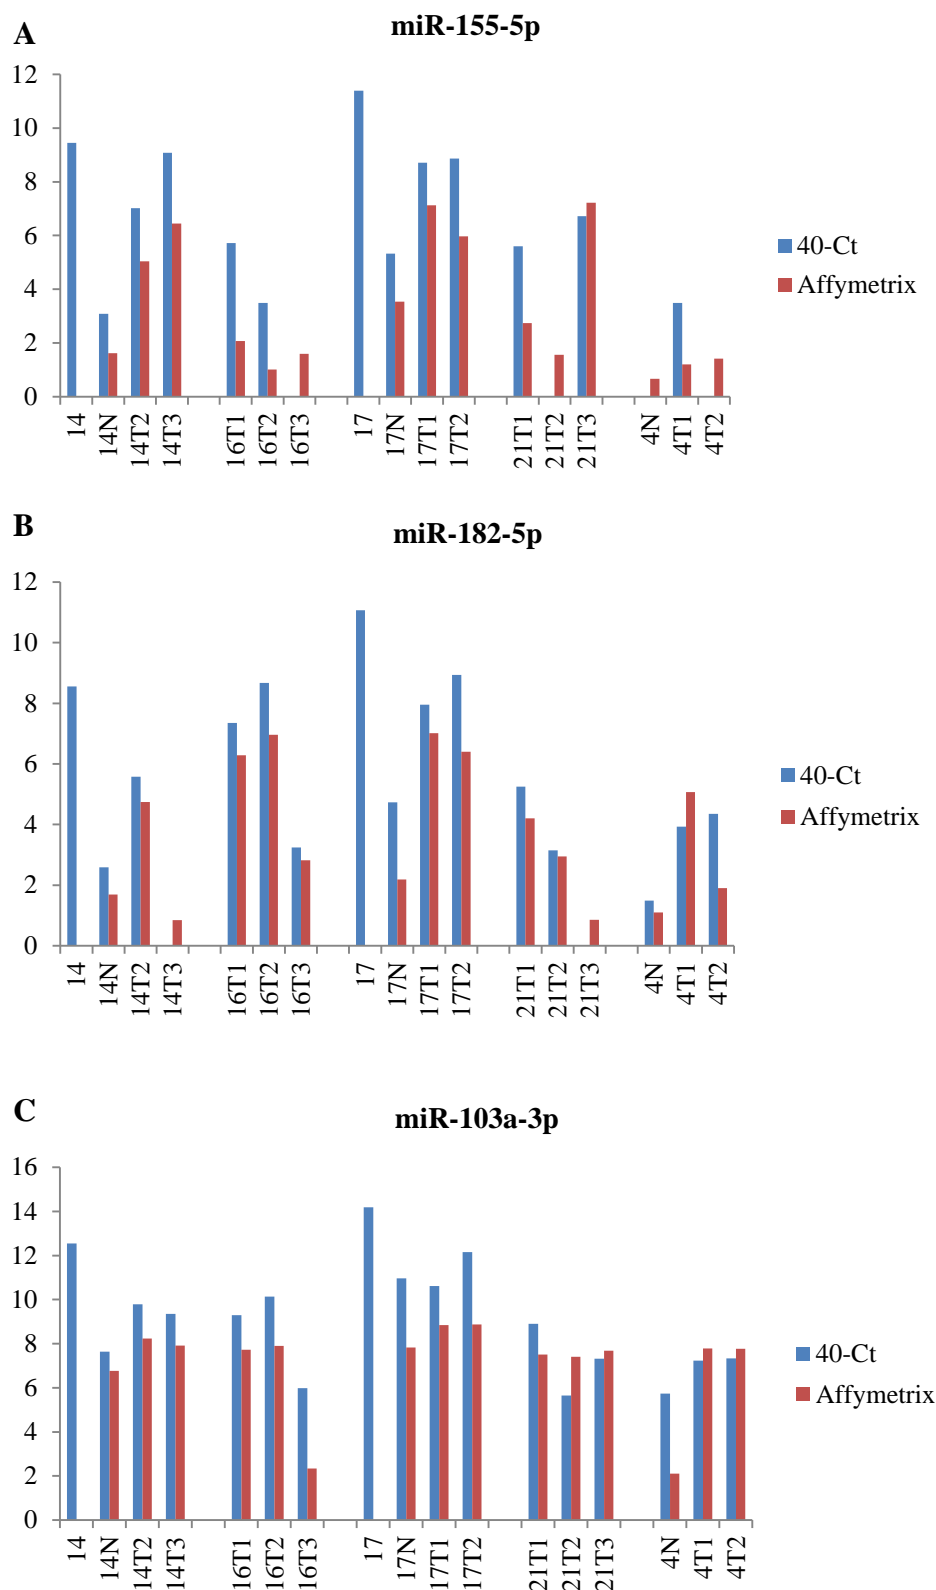 A
miR-155-5p
12
10
8
6
4
2
0
14
14N
14T2
14T3
16T1
16T2
16T3
17
17N
17T1
17T2
21T1
21T2
21T3
4N
4T1
4T2
40-Ct
Affymetrix
B
miR-182-5p
12
10
8
6
4
2
0
14
14N
14T2
14T3
16T1
16T2
16T3
17
17N
17T1
17T2
21T1
21T2
21T3
4N
4T1
4T2
40-Ct
Affymetrix
C
miR-103a-3p
16
14
12
10
8
6
4
2
0
14
14N
14T2
14T3
16T1
16T2
16T3
17
17N
17T1
17T2
21T1
21T2
21T3
4N
4T1
4T2
40-Ct
Affymetrix